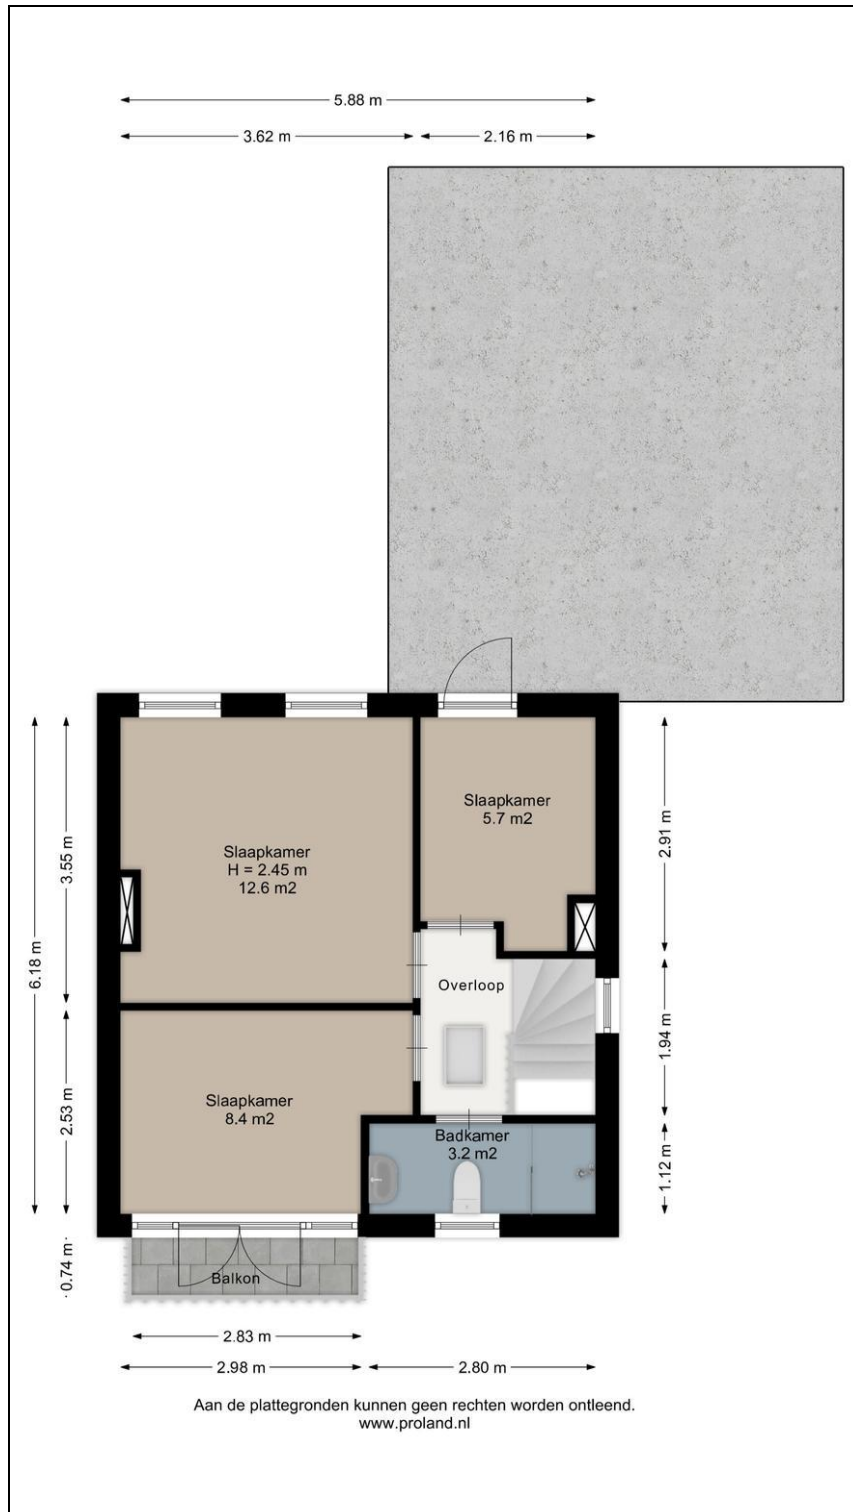 5.88 m
3.62 m
2.16 m
Slaapkamer
5.7 m2
Slaapkamer
H = 2.45 m
12.6 m2
3.55 m
2.91 m
6.18 m
Overloop
1.94 m
Slaapkamer
8.4 m2
2.53 m
Badkamer
3.2 m2
1.12 m
0.74 m
Balkon
2.83 m
2.98 m
2.80 m
Aan de plattegronden kunnen geen rechten worden ontleend.
www.proland.nl